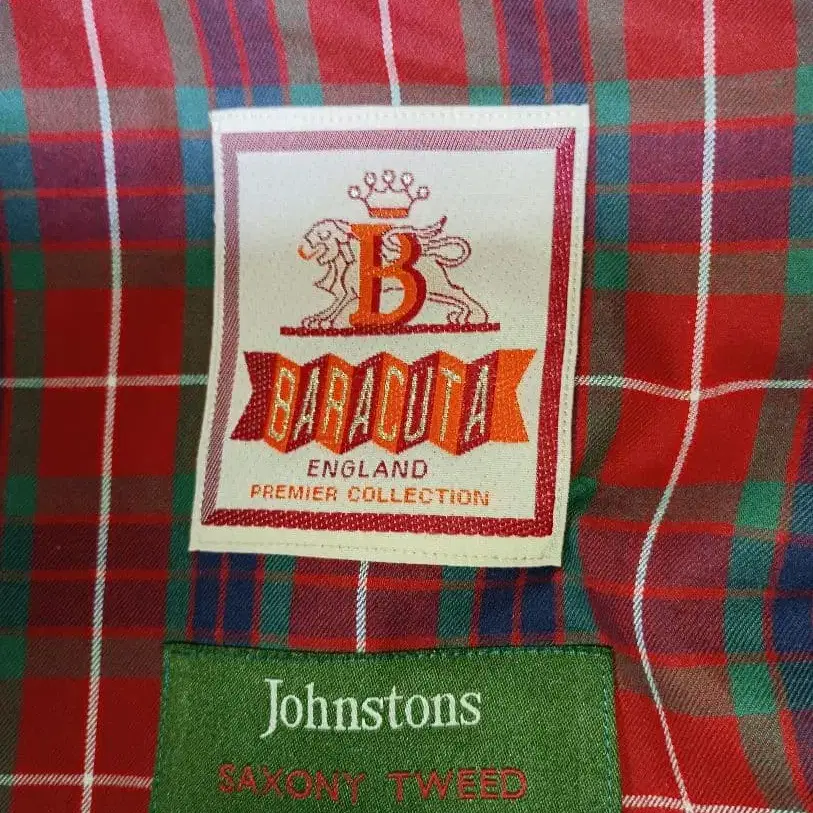 B
BARACUTA
ENGLAND
PREMIER COLLECTION
Johnstons
SAXONY TWEED